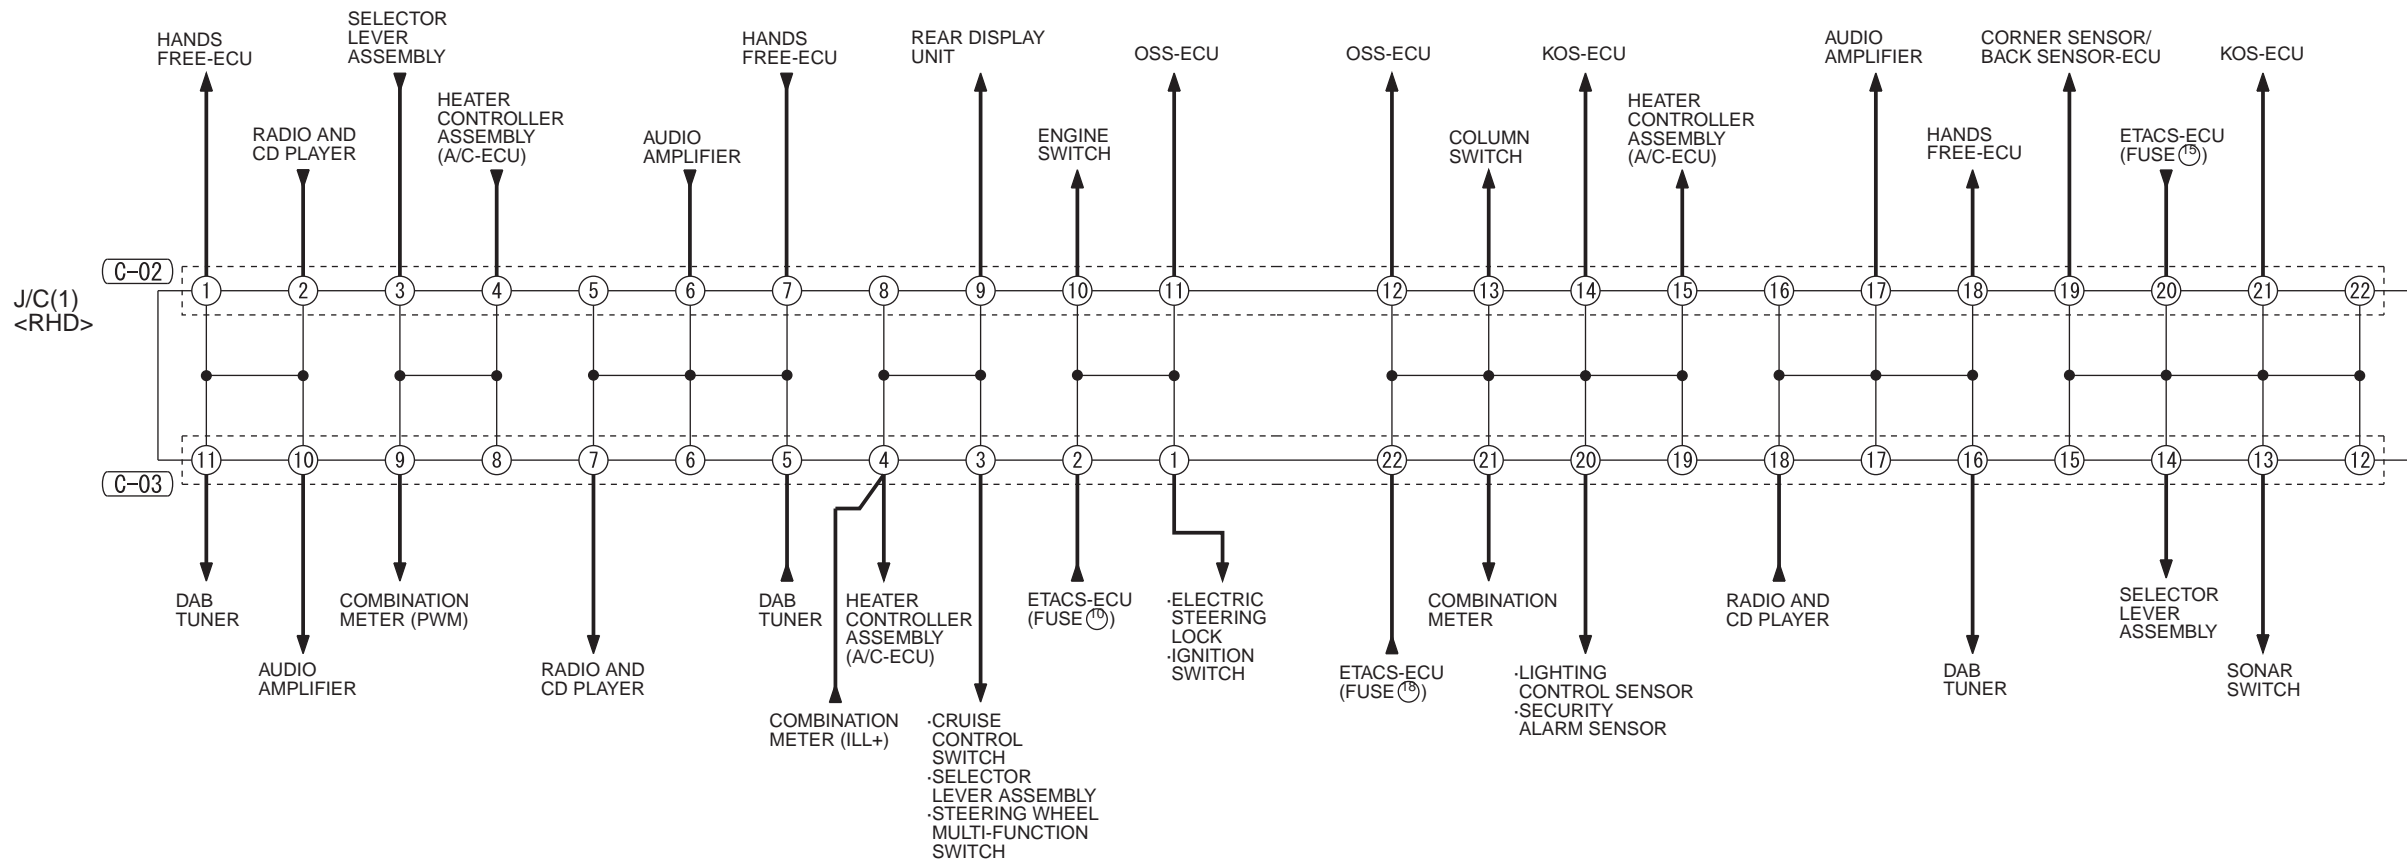 HANDS
FREE-ECU
SELECTOR
LEVER
ASSEMBLY
HANDS
FREE-ECU
REAR DISPLAY
UNIT
OSS-ECU
OSS-ECU
KOS-ECU
AUDIO
AMPLIFIER
CORNER SENSOR/
BACK SENSOR-ECU
KOS-ECU
RADIO AND
CD PLAYER
HEATER
CONTROLLER
ASSEMBLY
(A/C-ECU)
AUDIO
AMPLIFIER
ENGINE
SWITCH
COLUMN
SWITCH
HEATER
CONTROLLER
ASSEMBLY
(A/C-ECU)
HANDS
FREE-ECU
ETACS-ECU
(FUSE 15)
C-02
1 2 3 4 5 6 7 8 9 10 11 12 13 14 15 16 17 18 19 20 21 22
J/C(1)
<RHD>
11 10 9 8 7 6 5 4 3 2 1 22 21 20 19 18 17 16 15 14 13 12
C-03
DAB
TUNER
COMBINATION
METER (PWM)
DAB
TUNER
HEATER
CONTROLLER
ASSEMBLY
(A/C-ECU)
ETACS-ECU
(FUSE 10)
·ELECTRIC
STEERING
LOCK
·IGNITION
SWITCH
COMBINATION
METER
RADIO AND
CD PLAYER
SELECTOR
LEVER
ASSEMBLY
AUDIO
AMPLIFIER
RADIO AND
CD PLAYER
ETACS-ECU
(FUSE 18)
·LIGHTING
CONTROL SENSOR
·SECURITY
ALARM SENSOR
DAB
TUNER
SONAR
SWITCH
COMBINATION
METER (ILL+)
·CRUISE
CONTROL
SWITCH
·SELECTOR
LEVER ASSEMBLY
·STEERING WHEEL
MULTI-FUNCTION
SWITCH